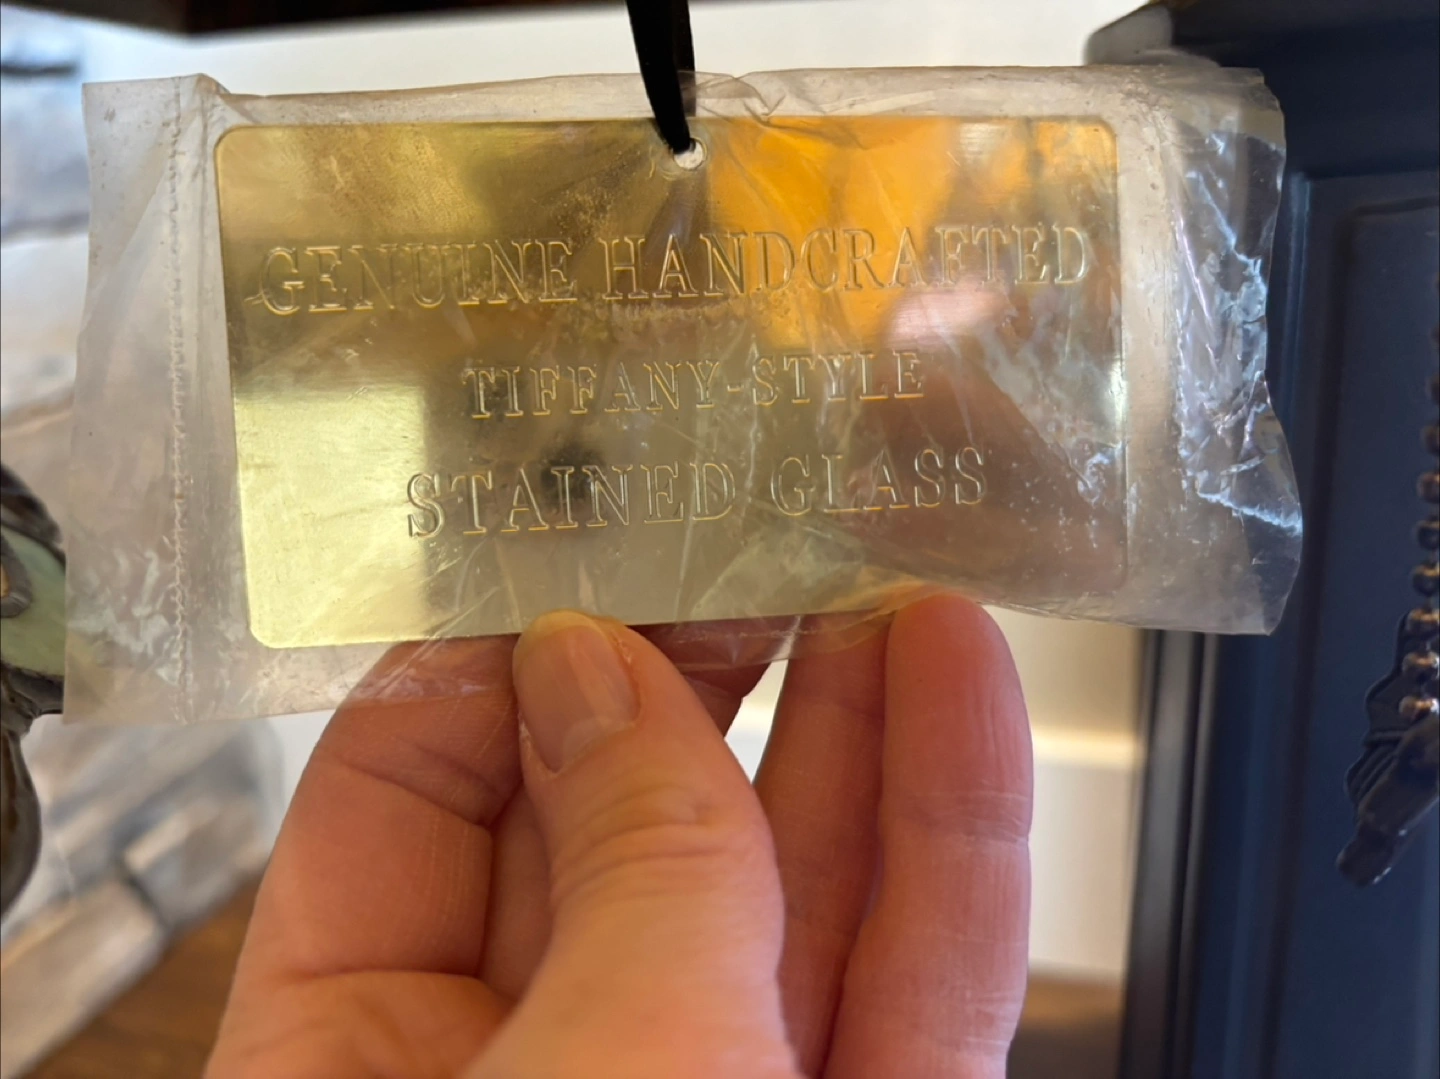 GENUINE HANDCRAFTED
TIFFANY-STYLE
STAINED GLASS